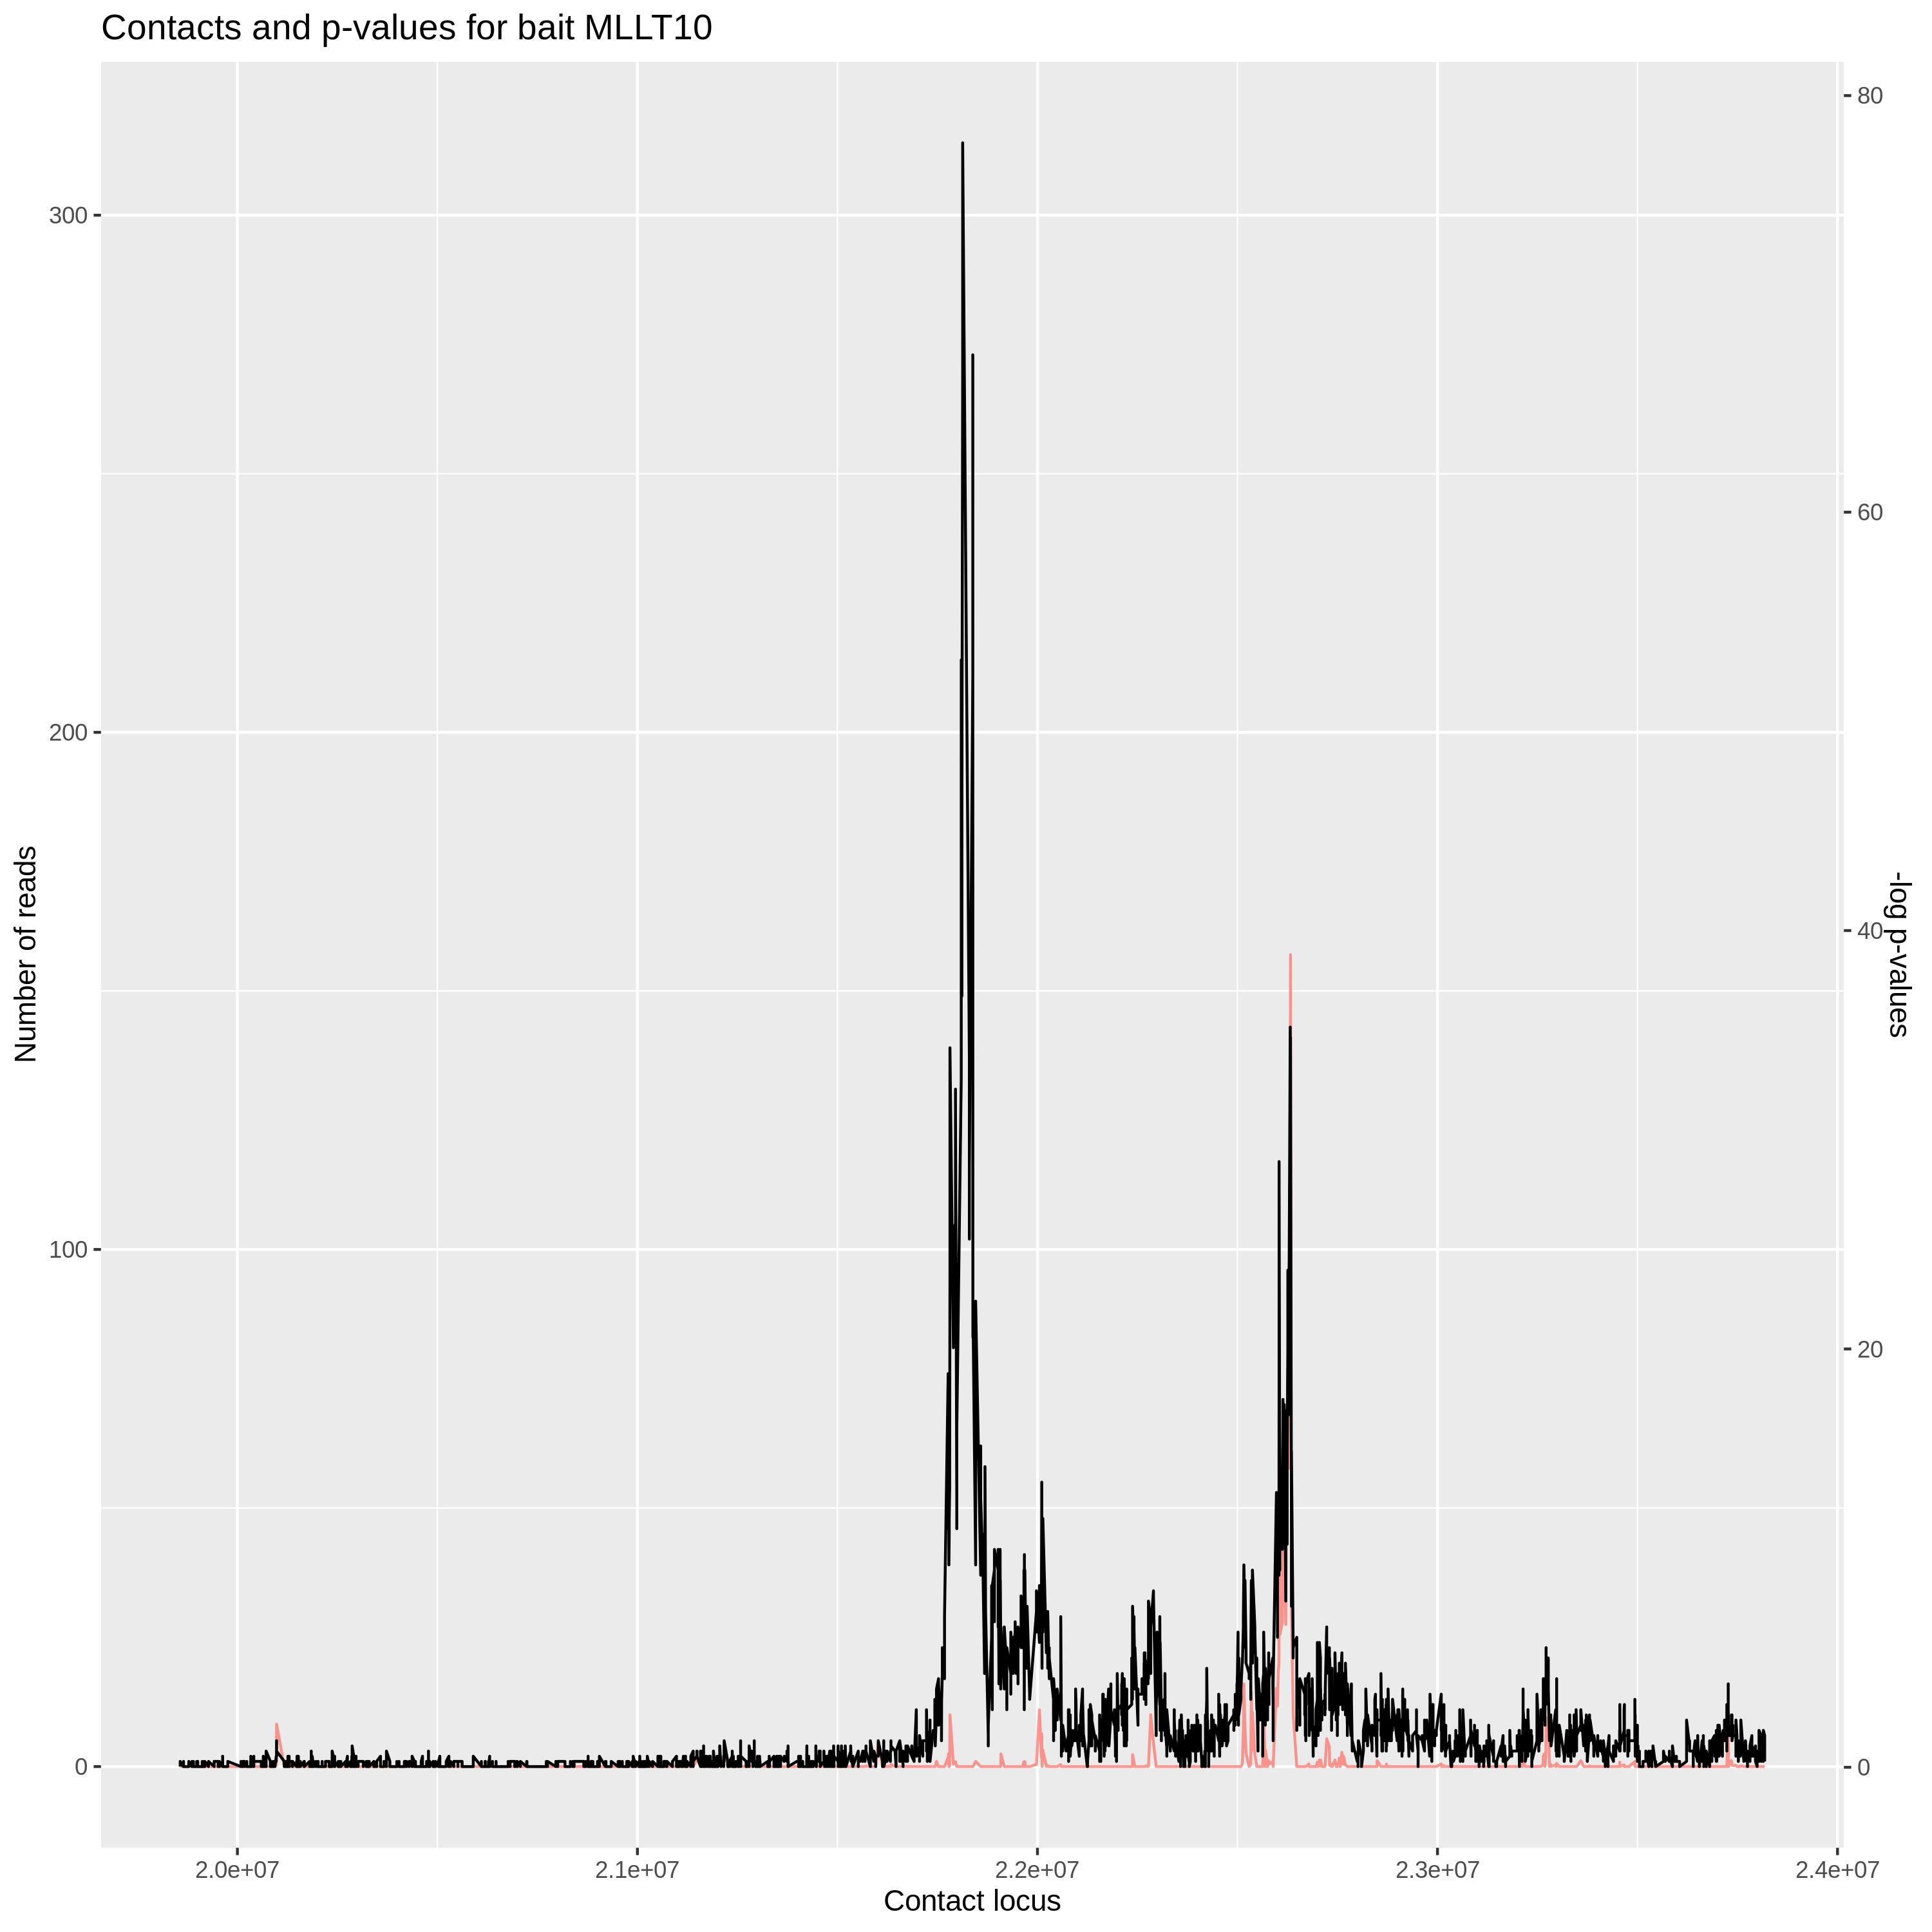 Contacts and p-values for bait MLLT10
Number of reads
300
200
100
0
80
60
40
20
0
-log p-values
2.0e+07
2.1e+07
2.2e+07
2.3e+07
2.4e+07
Contact locus